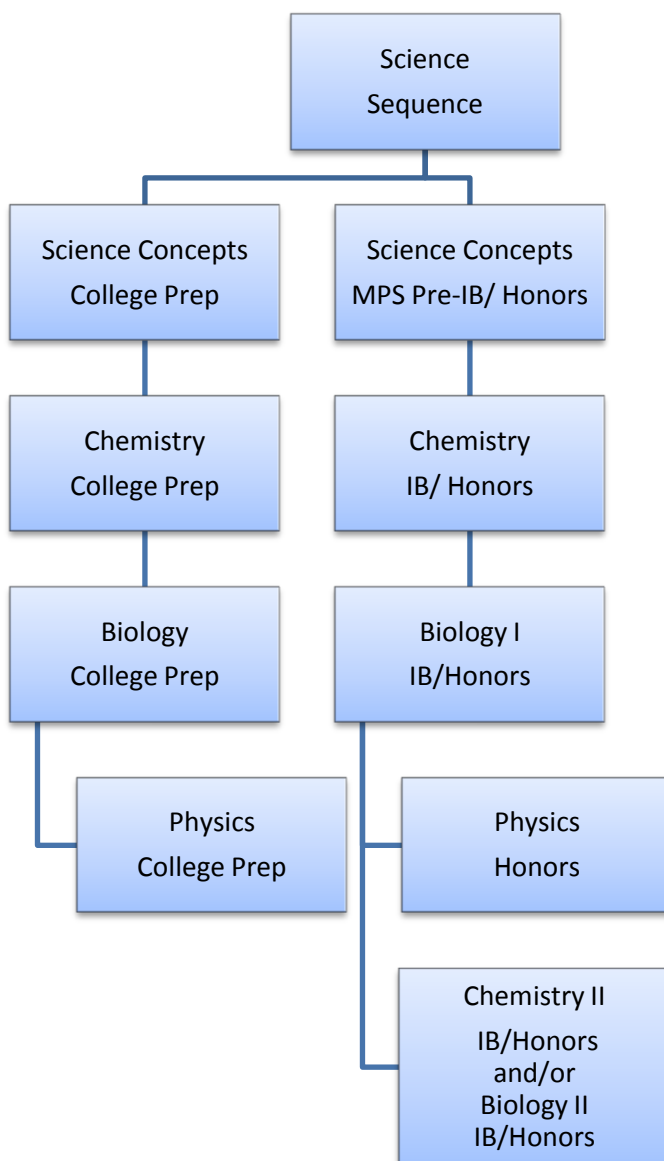 Science
Sequence
Science Concepts
College Prep
Science Concepts
MPS Pre-IB/ Honors
Chemistry
College Prep
Chemistry
IB/ Honors
Biology
College Prep
Biology I
IB/Honors
Physics
College Prep
Physics
Honors
Chemistry II
IB/Honors
and/or
Biology II
IB/Honors